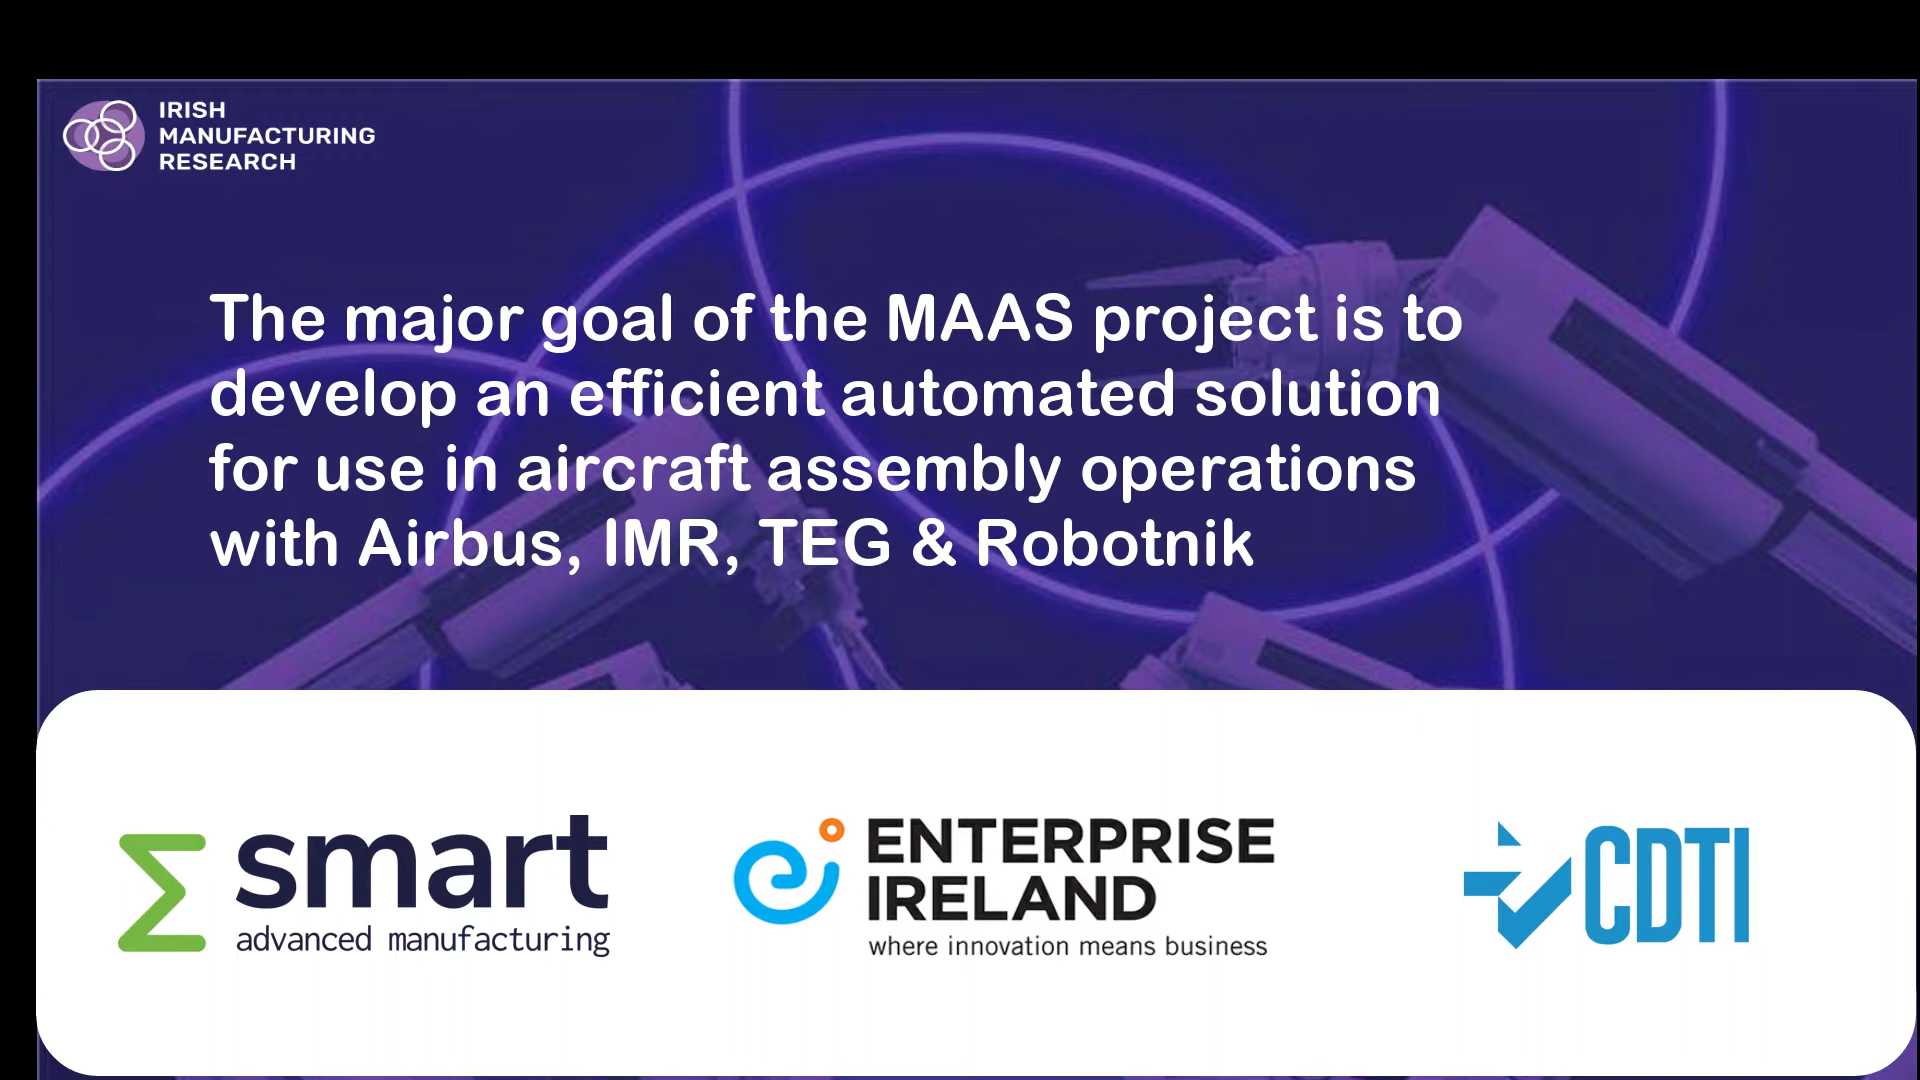 IRISH
MANUFACTURING
RESEARCH
The major goal of the MAAS project is to
develop an efficient automated solution
for use in aircraft assembly operations
with Airbus, IMR, TEG & Robotnik
smart
advanced manufacturing
ENTERPRISE
IRELAND
where innovation means business
CDTI